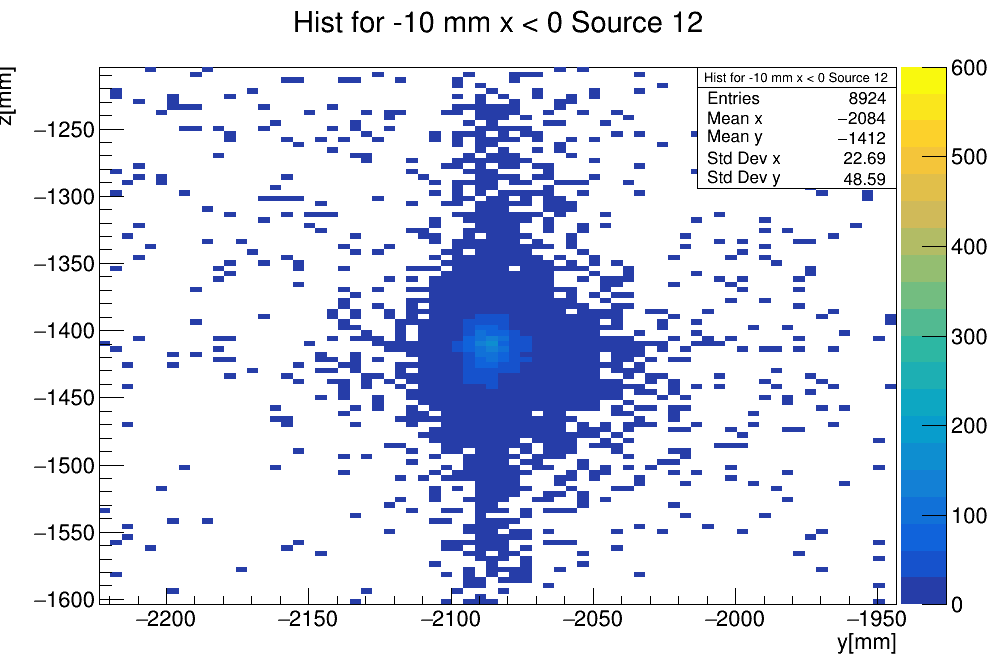 Hist for -10 mm x < 0 Source 12
z[mm]
Hist for -10 mm x < 0 Source 12
Entries 8924
Mean x −2084
Mean y −1412
Std Dev x 22.69
Std Dev y 48.59
−1250
−1300
−1350
−1400
−1450
−1500
−1550
−1600
−2200 −2150 −2100 −2050 −2000 −1950
y[mm]
600
500
400
300
200
100
0